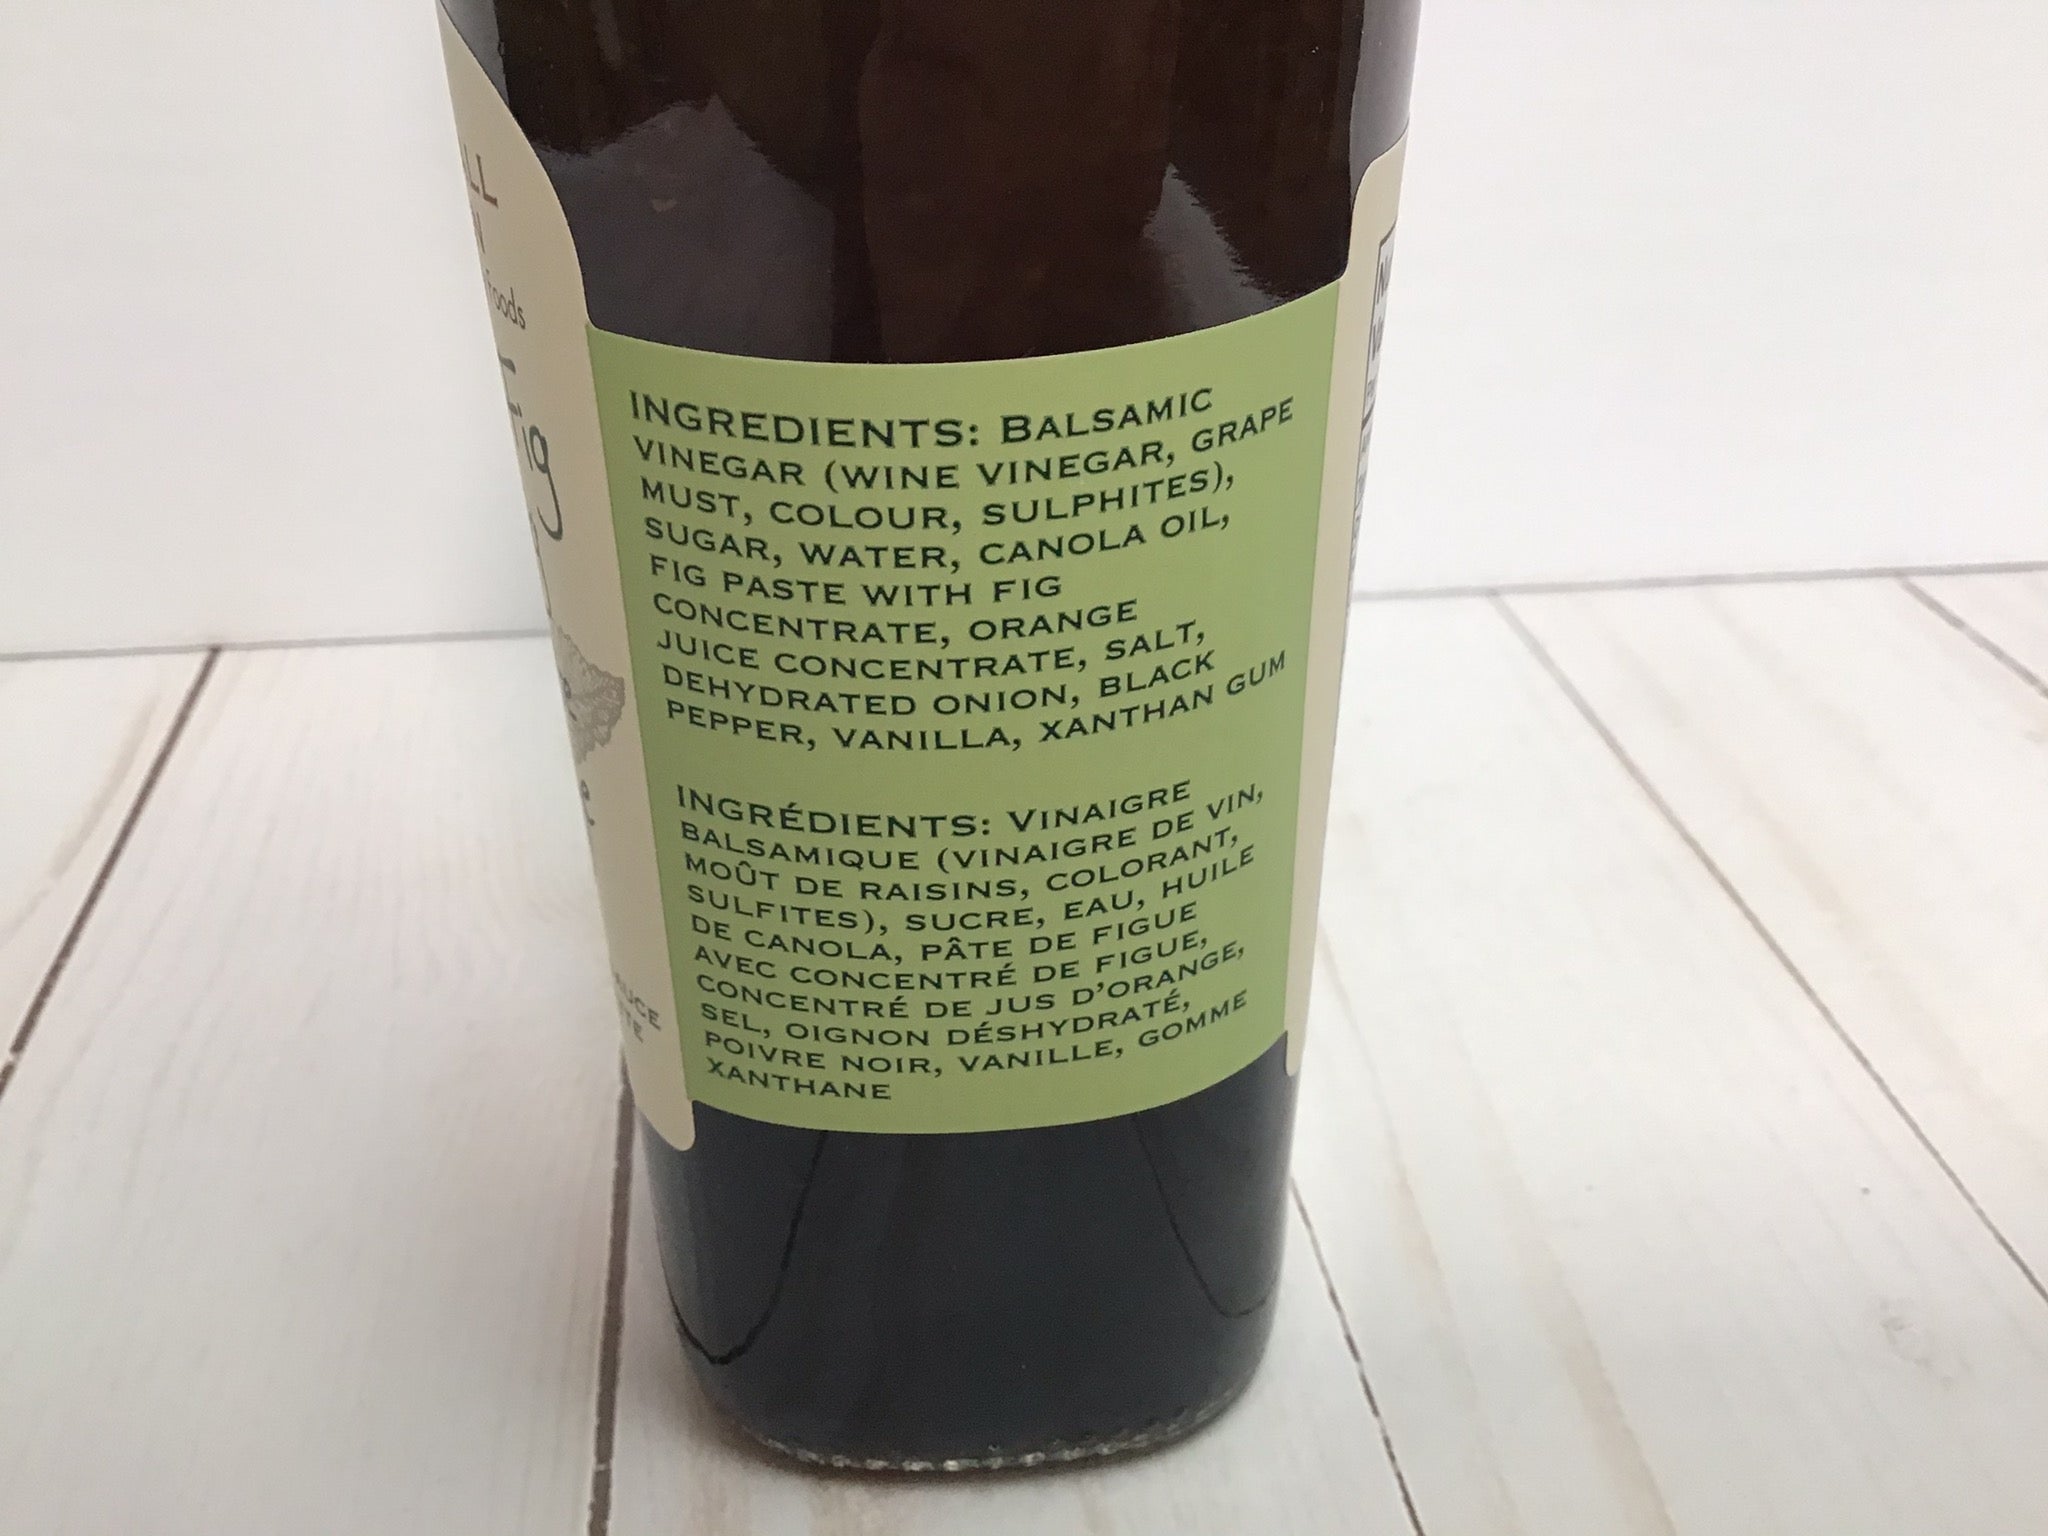 foods
Fig
INGREDIENTS: BALSAMIC
VINEGAR (WINE VINEGAR, GRAPE
MUST, COLOUR, SULPHITES),
SUGAR, WATER, CANOLA OIL,
FIG PASTE WITH FIG
CONCENTRATE, ORANGE
JUICE CONCENTRATE, SALT,
DEHYDRATED ONION, BLACK
PEPPER, VANILLA, XANTHAN GUM
INGRÉDIENTS: VINAIGRE
BALSAMIQUE (VINAIGRE DE VIN,
MOÛT DE RAISINS, COLORANT,
SULFITES), SUCRE, EAU, HUILE
DE CANOLA, PÂTE DE FIGUE
AVEC CONCENTRÉ DE FIGUE,
CONCENTRÉ DE JUS D'ORANGE,
SEL, OIGNON DÉSHYDRATÉ,
POIVRE NOIR, VANILLE, GOMME
XANTHANE